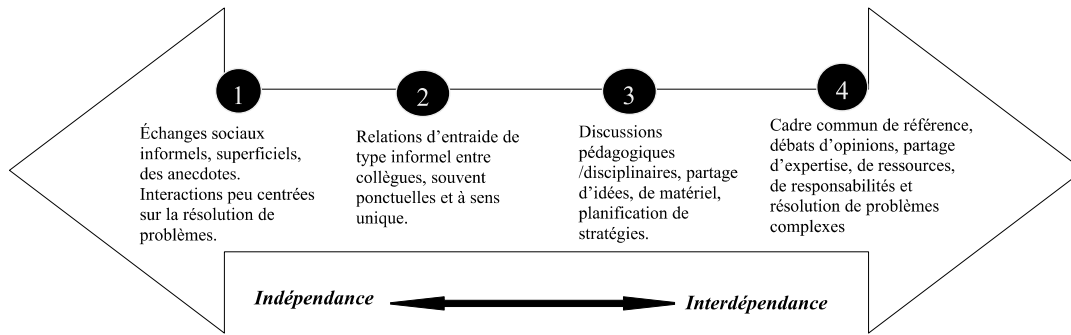 1
Échanges sociaux
informels, superficiels,
des anecdotes.
Interactions peu centrées
sur la résolution de
problèmes.
2
Relations d'entraide de
type informel entre
collègues, souvent
ponctuelles et à sens
unique.
3
Discussions
pédagogiques
/disciplinaires, partage
d'idées, de matériel,
planification de
stratégies.
4
Cadre commun de référence,
débats d'opinions, partage
d'expertise, de ressources,
de responsabilités et
résolution de problèmes
complexes
Indépendance
Interdépendance